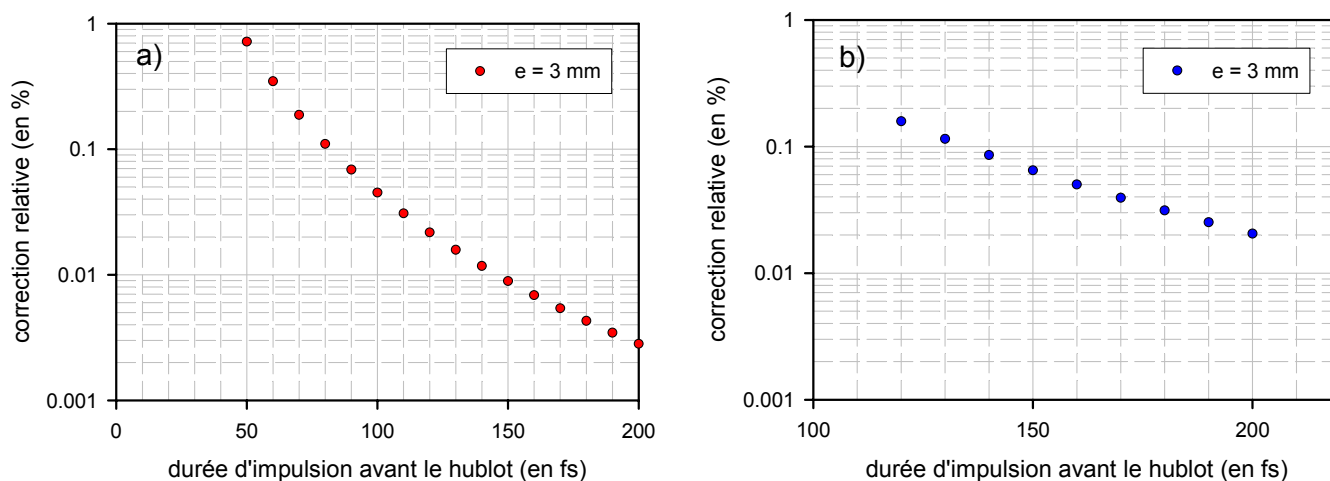 a)
e = 3 mm
correction relative (en %)
1
0.1
0.01
0.001
0
50
100
150
200
durée d'impulsion avant le hublot (en fs)
b)
e = 3 mm
correction relative (en %)
1
0.1
0.01
0.001
100
150
200
durée d'impulsion avant le hublot (en fs)